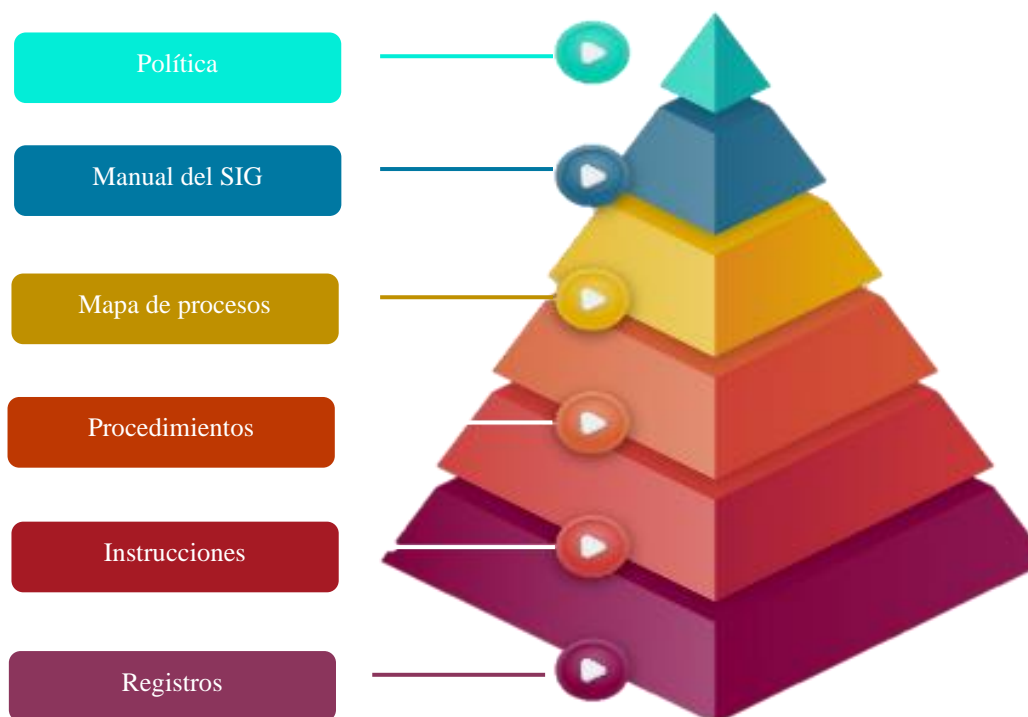 Política
Manual del SIG
Mapa de procesos
Procedimientos
Instrucciones
Registros